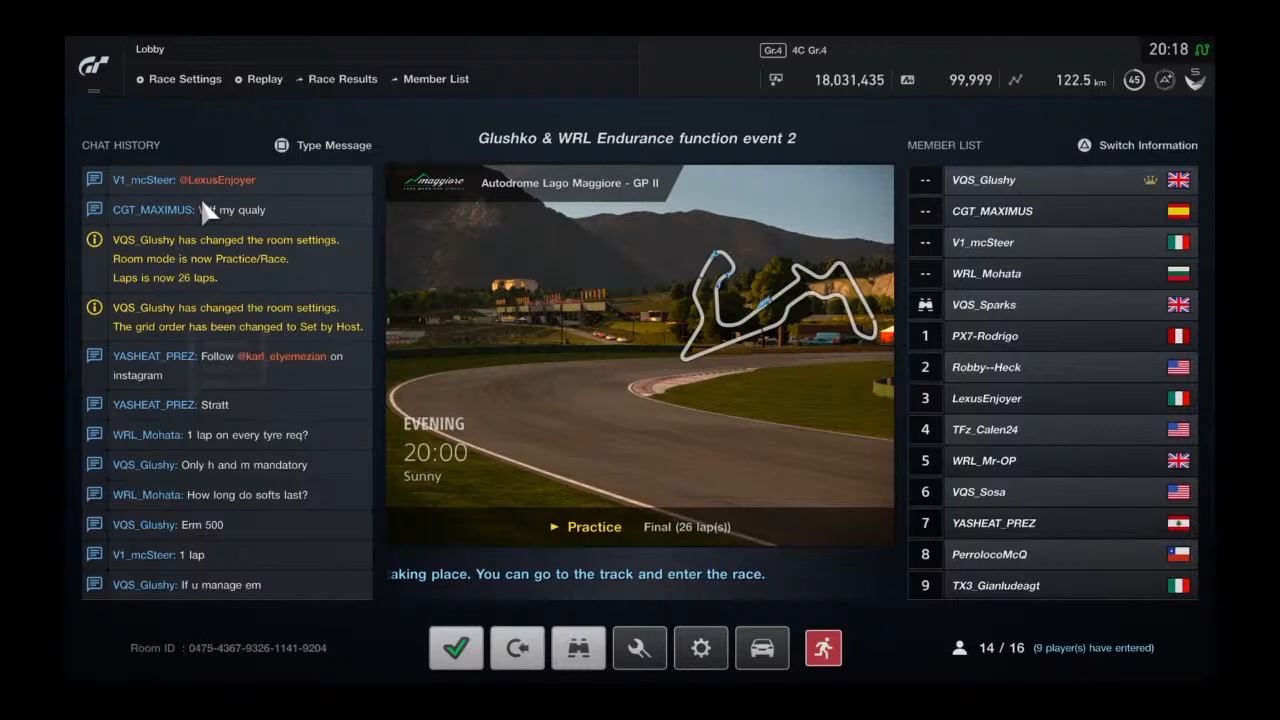 Lobby
Gr.4 4C Gr.4
20:18
GT
Race Settings Replay Race Results Member List
18,031,435 99,999 122.5 km 45 S
CHAT HISTORY Type Message
Glushko & WRL Endurance function event 2
MEMBER LIST Switch Information
V1_mcSteer: @LexusEnjoyer
CGT_MAXIMUS: my qualy
VQS_Glushy has changed the room settings.
Room mode is now Practice/Race.
Laps is now 26 laps.
VQS_Glushy has changed the room settings.
The grid order has been changed to Set by Host.
YASHEAT_PREZ: Follow @karl_etyemezian on
instagram
YASHEAT_PREZ: Stratt
WRL_Mohata: 1 lap on every tyre req?
VQS_Glushy: Only h and m mandatory
WRL_Mohata: How long do softs last?
VQS_Glushy: Erm 500
V1_mcSteer: 1 lap
VQS_Glushy: If u manage em
maggiore
Autodrome Lago Maggiore - GP II
EVENING
20:00
Sunny
Practice Final (26 lap(s))
aking place. You can go to the track and enter the race.
-- VQS_Glushy
-- CGT_MAXIMUS
-- V1_mcSteer
-- WRL_Mohata
VQS_Sparks
1 PX7-Rodrigo
2 Robby--Heck
3 LexusEnjoyer
4 TFz_Calen24
5 WRL_Mr-OP
6 VQS_Sosa
7 YASHEAT_PREZ
8 PerrolocoMcQ
9 TX3_Gianludeagt
Room ID : 0475-4367-9326-1141-9204
14 / 16 (9 player(s) have entered)